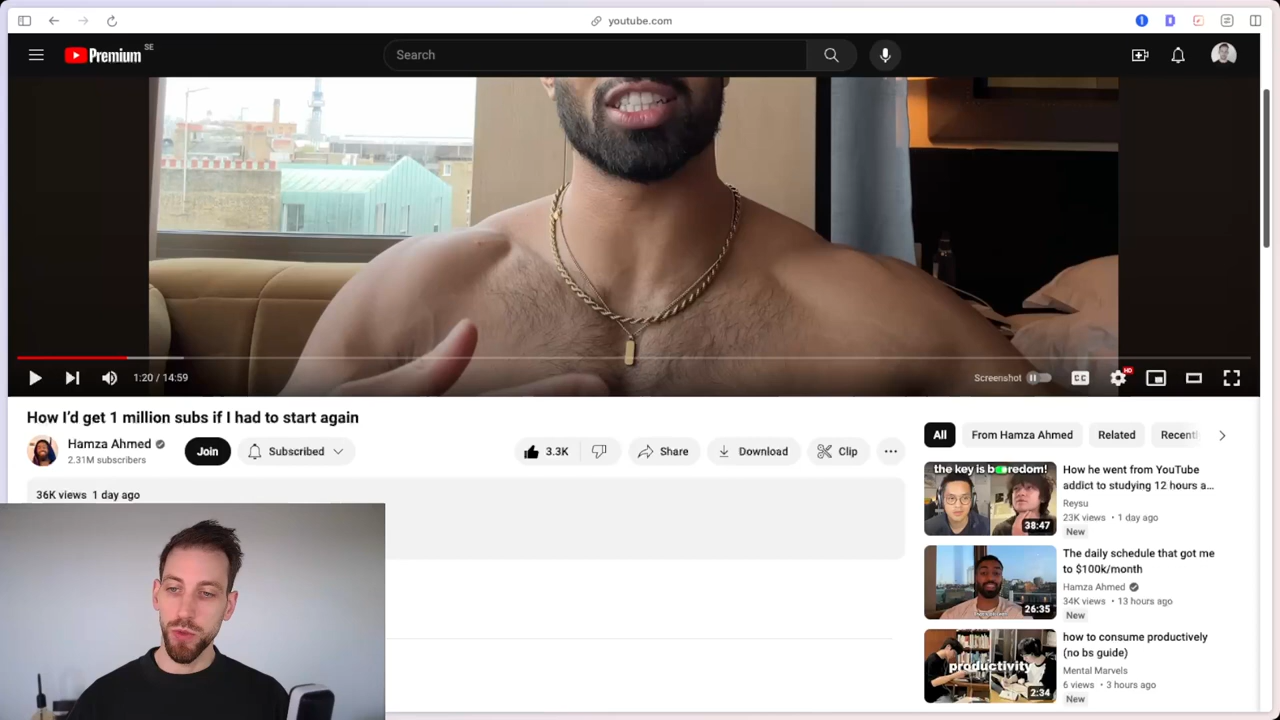 youtube.com
Premium SE
Search
1:20 / 14:59
Screenshot
CC
HD
How I'd get 1 million subs if I had to start again
Hamza Ahmed
2.31M subscribers
Join
Subscribed
3.3K
Share
Download
Clip
36K views 1 day ago
All
From Hamza Ahmed
Related
Recent
the key is boredom!
38:47
How he went from YouTube
addict to studying 12 hours a...
Reysu
23K views • 1 day ago
New
26:35
The daily schedule that got me
to $100k/month
Hamza Ahmed
34K views • 13 hours ago
New
productivity
2:34
how to consume productively
(no bs guide)
Mental Marvels
6 views • 3 hours ago
New